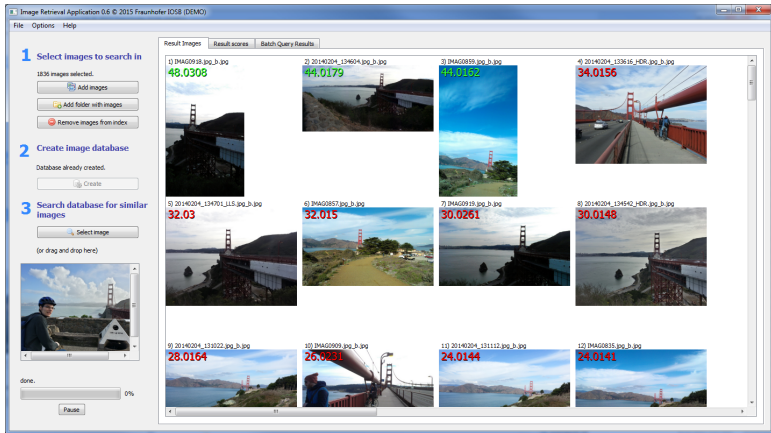 Image Retrieval Application 0.6 © 2015 Fraunhofer IOSB (DEMO)
File Options Help
1 Select images to search in
1836 images selected.
Add images
Add folder with images
Remove images from index
2 Create image database
Database already created.
Create
3 Search database for similar
images
Select image
(or drag and drop here)
done.
0%
Pause
Result Images Result scores Batch Query Results
1) IMAG0918.jpg_b.jpg 2) 20140204_134604.jpg_b.jpg 3) IMAG0859.jpg_b.jpg 4) 20140204_133616_HDR.jpg_b.jpg
48.0308 44.0179 44.0162 34.0156
5) 20140204_134701_LLS.jpg_b.jpg 6) IMAG0857.jpg_b.jpg 7) IMAG0919.jpg_b.jpg 8) 20140204_134542_HDR.jpg_b.jpg
32.03 32.015 30.0261 30.0148
9) 20140204_131022.jpg_b.jpg 10) IMAG0909.jpg_b.jpg 11) 20140204_131112.jpg_b.jpg 12) IMAG0835.jpg_b.jpg
28.0164 26.0231 24.0144 24.0141